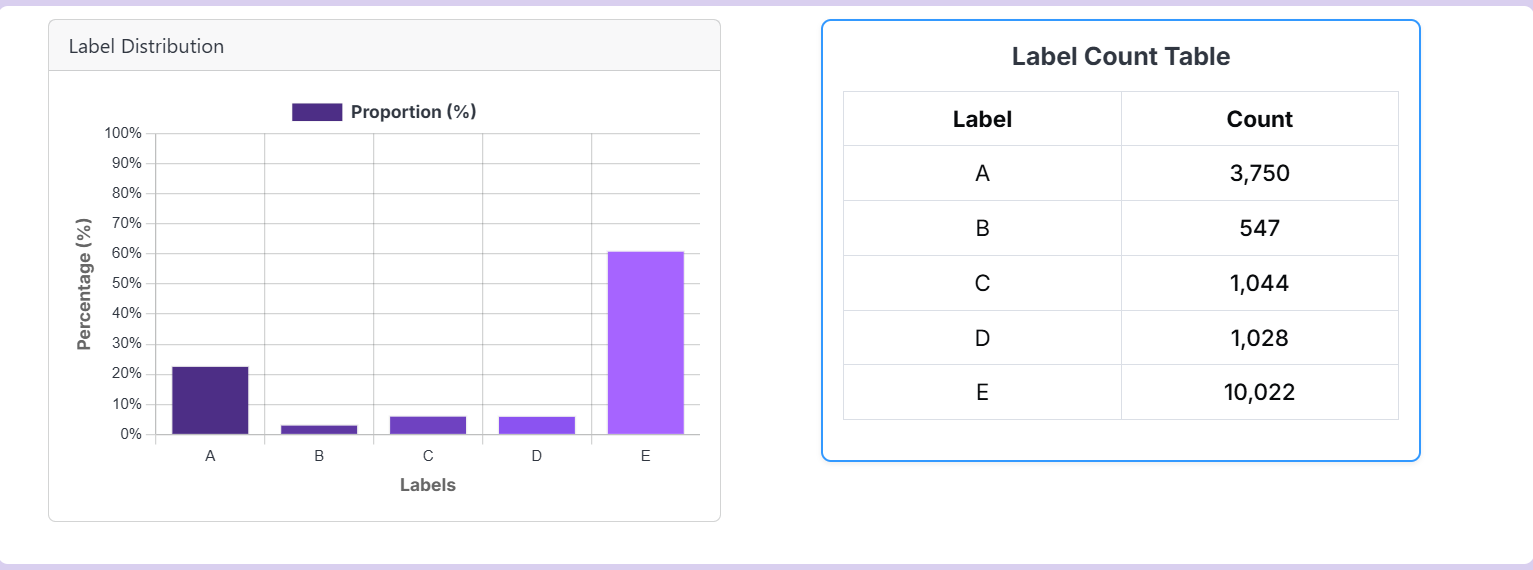 Label Distribution
Proportion (%)
100%
90%
80%
70%
60%
50%
40%
30%
20%
10%
0%
Percentage (%)
A B C D E
Labels
Label Count Table
Label Count
A 3,750
B 547
C 1,044
D 1,028
E 10,022